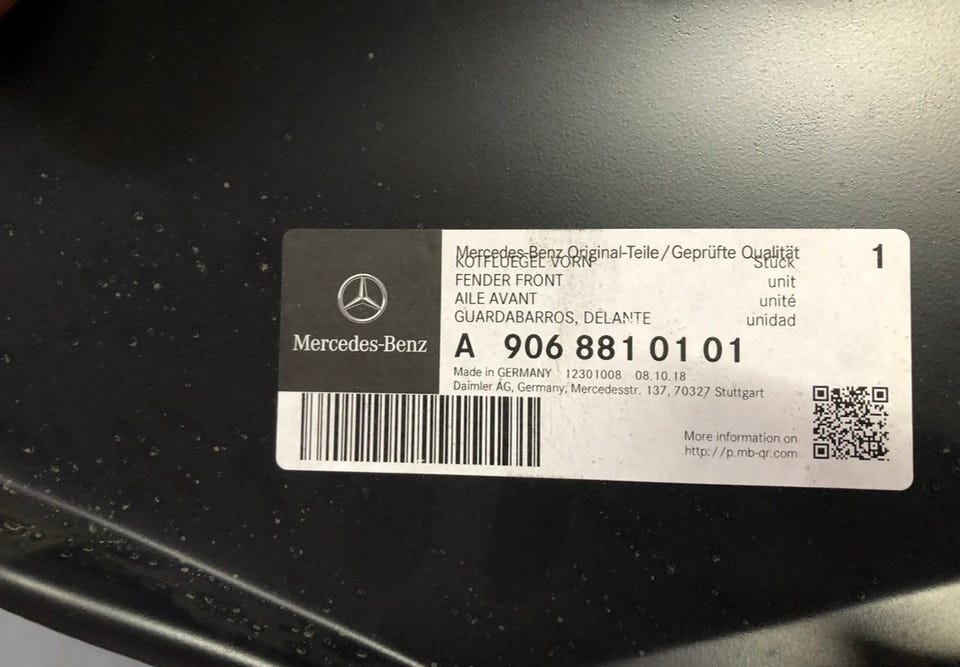 Mercedes-Benz
Mercedes-Benz Original-Teile/Geprüfte Qualität 1
KOTFLUEGEL VORN Stück
FENDER FRONT unit
AILE AVANT unité
GUARDABARROS, DELANTE unidad
A 906 881 01 01
Made in GERMANY 12301008 08.10.18
Daimler AG, Germany, Mercedesstr. 137, 70327 Stuttgart
More information on
http://p.mb-qr.com